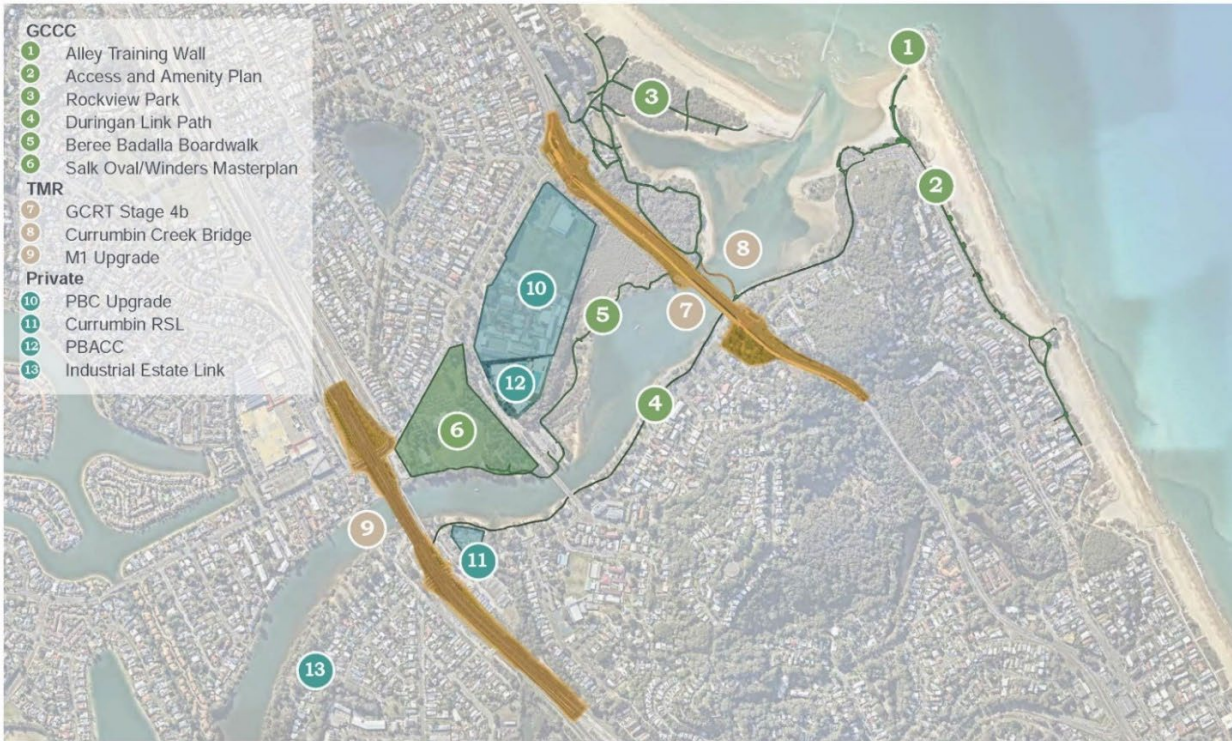 GCCC
1 Alley Training Wall
2 Access and Amenity Plan
3 Rockview Park
4 Duringan Link Path
5 Beree Badalla Boardwalk
6 Salk Oval/Winders Masterplan
TMR
7 GCRT Stage 4b
8 Currumbin Creek Bridge
9 M1 Upgrade
Private
10 PBC Upgrade
11 Currumbin RSL
12 PBACC
13 Industrial Estate Link
1
3
2
8
10
7
5
12
4
6
9
11
13